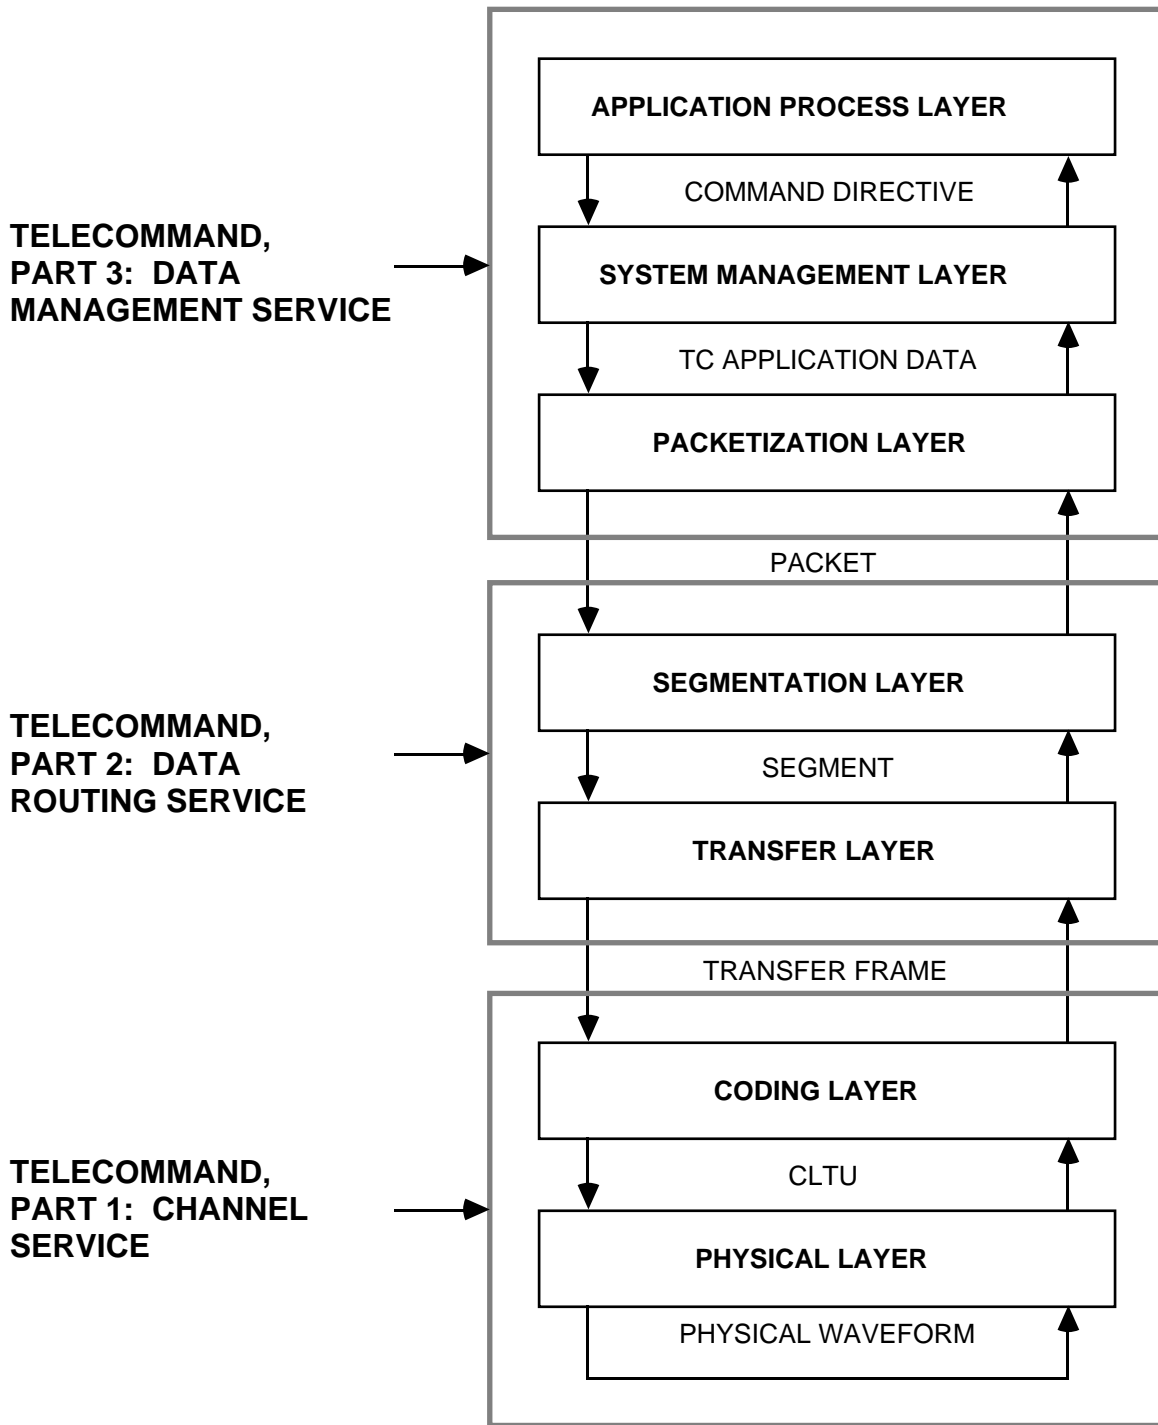 APPLICATION PROCESS LAYER
COMMAND DIRECTIVE
TELECOMMAND,
PART 3:  DATA
MANAGEMENT SERVICE
SYSTEM MANAGEMENT LAYER
TC APPLICATION DATA
PACKETIZATION LAYER
PACKET
SEGMENTATION LAYER
TELECOMMAND,
PART 2:  DATA
ROUTING SERVICE
SEGMENT
TRANSFER LAYER
TRANSFER FRAME
CODING LAYER
TELECOMMAND,
PART 1:  CHANNEL
SERVICE
CLTU
PHYSICAL LAYER
PHYSICAL WAVEFORM